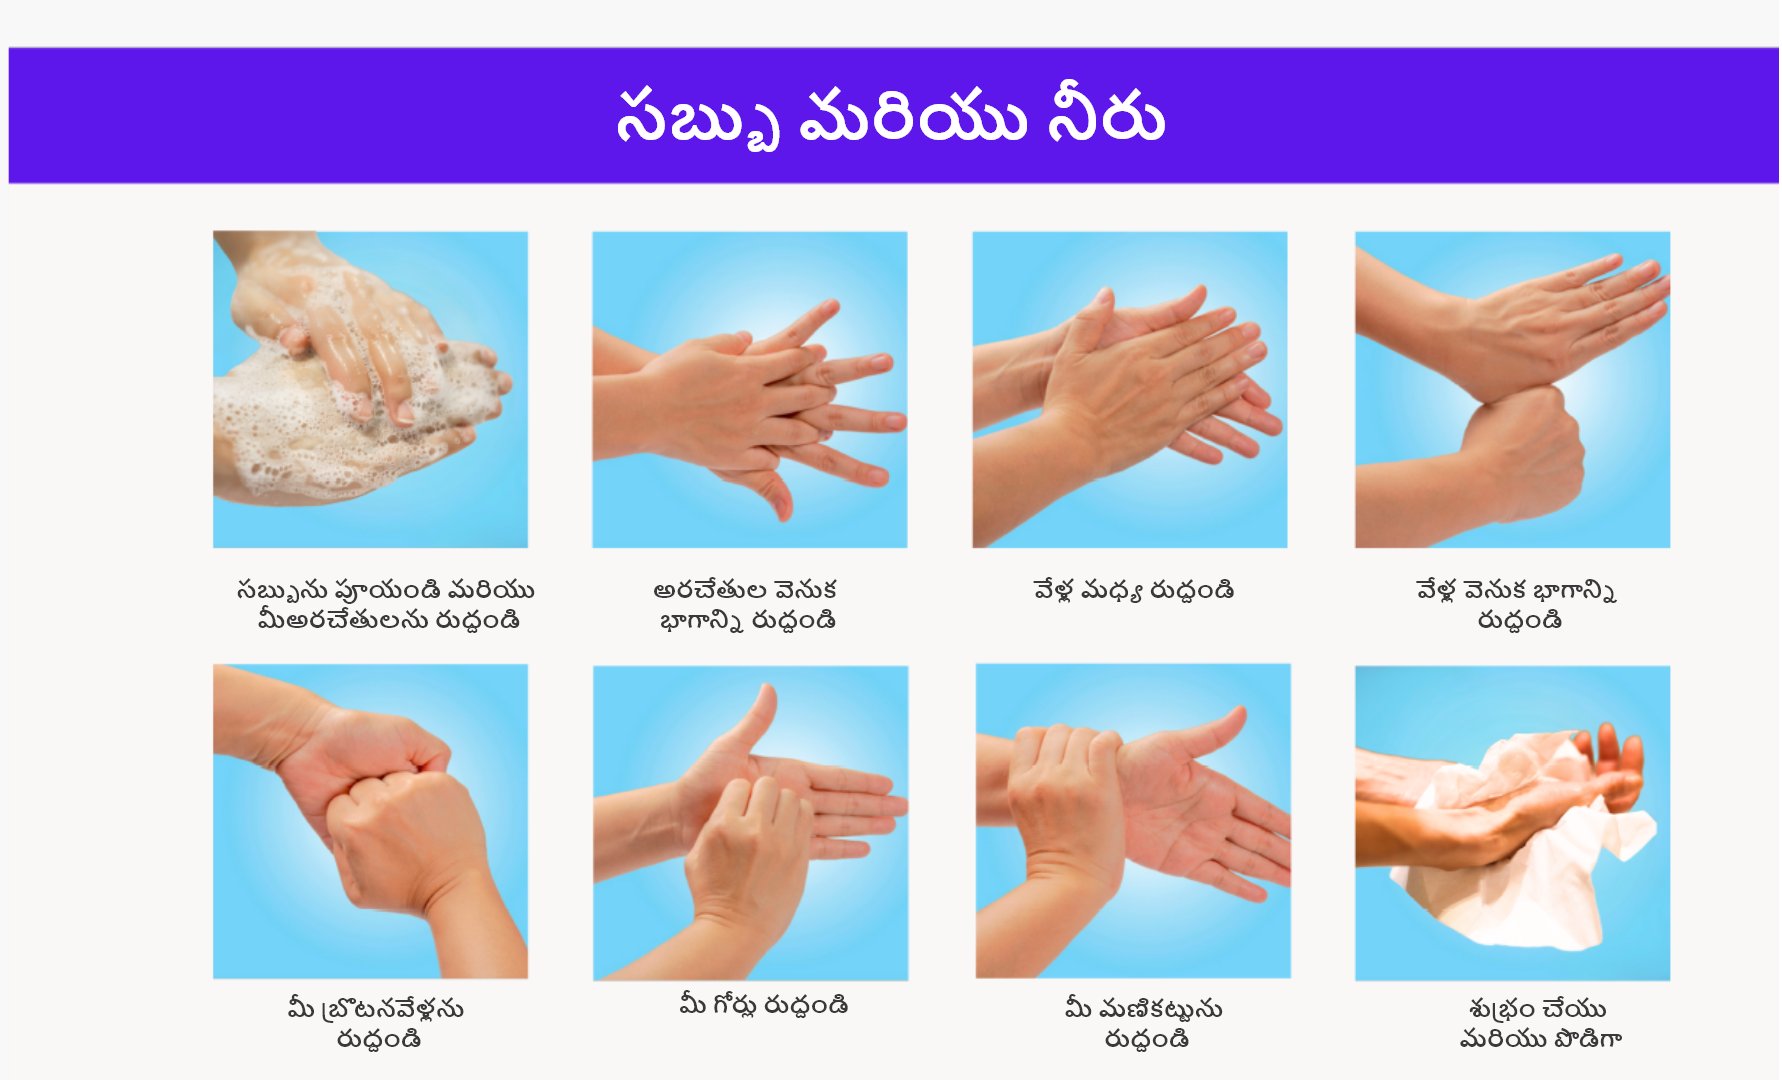 సబ్బు మరియు నీరు
సబ్బును పూయండి మరియు
మీఅరచేతులను రుద్దండి
అరచేతుల వెనుక
భాగాన్ని రుద్దండి
వేళ్ల మధ్య రుద్దండి
వేళ్ల వెనుక భాగాన్ని
రుద్దండి
మీ బ్రొటనవేళ్లను
రుద్దండి
మీ గోర్లు రుద్దండి
మీ మణికట్టును
రుద్దండి
శుభ్రం చేయు
మరియు పొడిగా